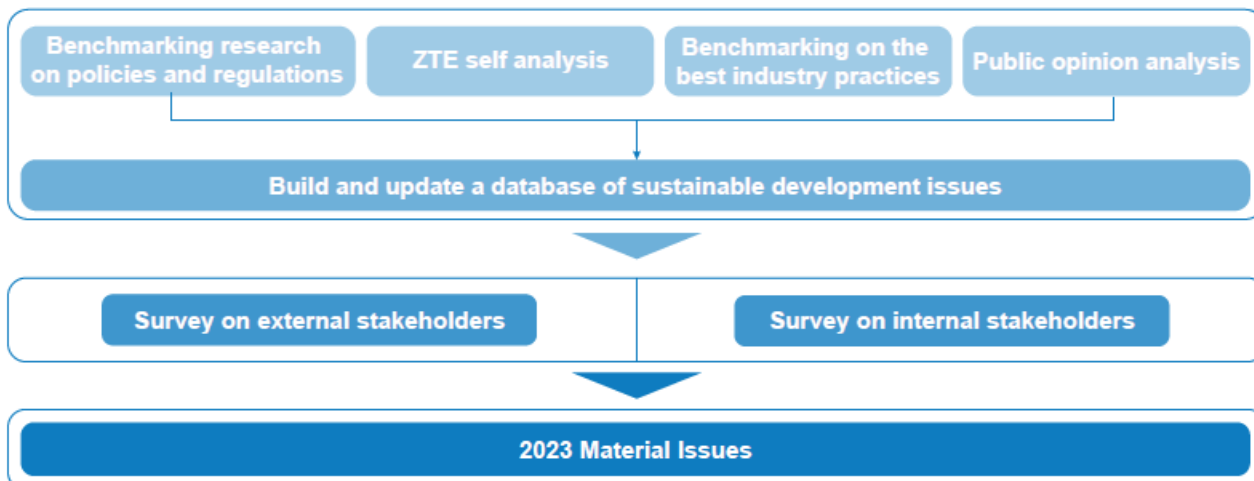 Benchmarking research
on policies and regulations
ZTE self analysis
Benchmarking on the
best industry practices
Public opinion analysis
Build and update a database of sustainable development issues
Survey on external stakeholders
Survey on internal stakeholders
2023 Material Issues